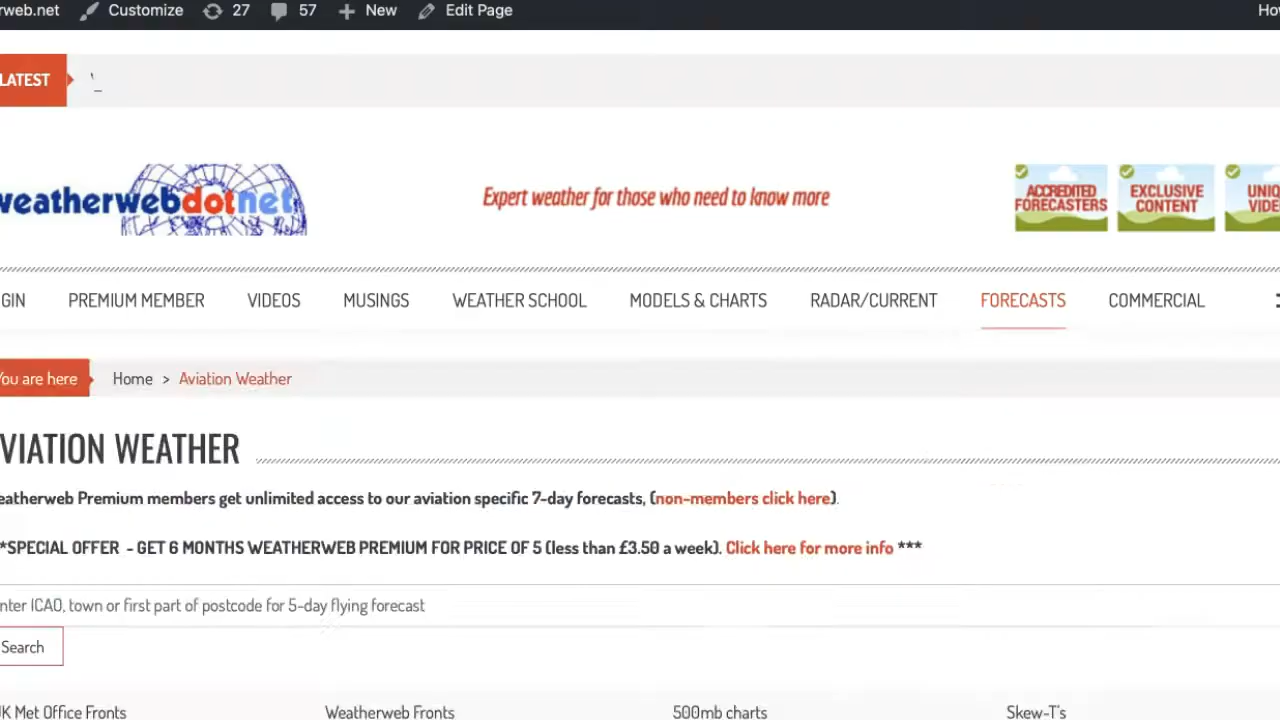 rweb.net Customize 27 57 New Edit Page Ho
LATEST
weatherwebdotnet
Expert weather for those who need to know more
ACCREDITED FORECASTERS
EXCLUSIVE CONTENT
UNIQ
VIDE
GIN PREMIUM MEMBER VIDEOS MUSINGS WEATHER SCHOOL MODELS & CHARTS RADAR/CURRENT FORECASTS COMMERCIAL
You are here Home > Aviation Weather
VIATION WEATHER
eatherweb Premium members get unlimited access to our aviation specific 7-day forecasts, (non-members click here).
*SPECIAL OFFER - GET 6 MONTHS WEATHERWEB PREMIUM FOR PRICE OF 5 (less than £3.50 a week). Click here for more info ***
nter ICAO, town or first part of postcode for 5-day flying forecast
Search
UK Met Office Fronts Weatherweb Fronts 500mb charts Skew-T's